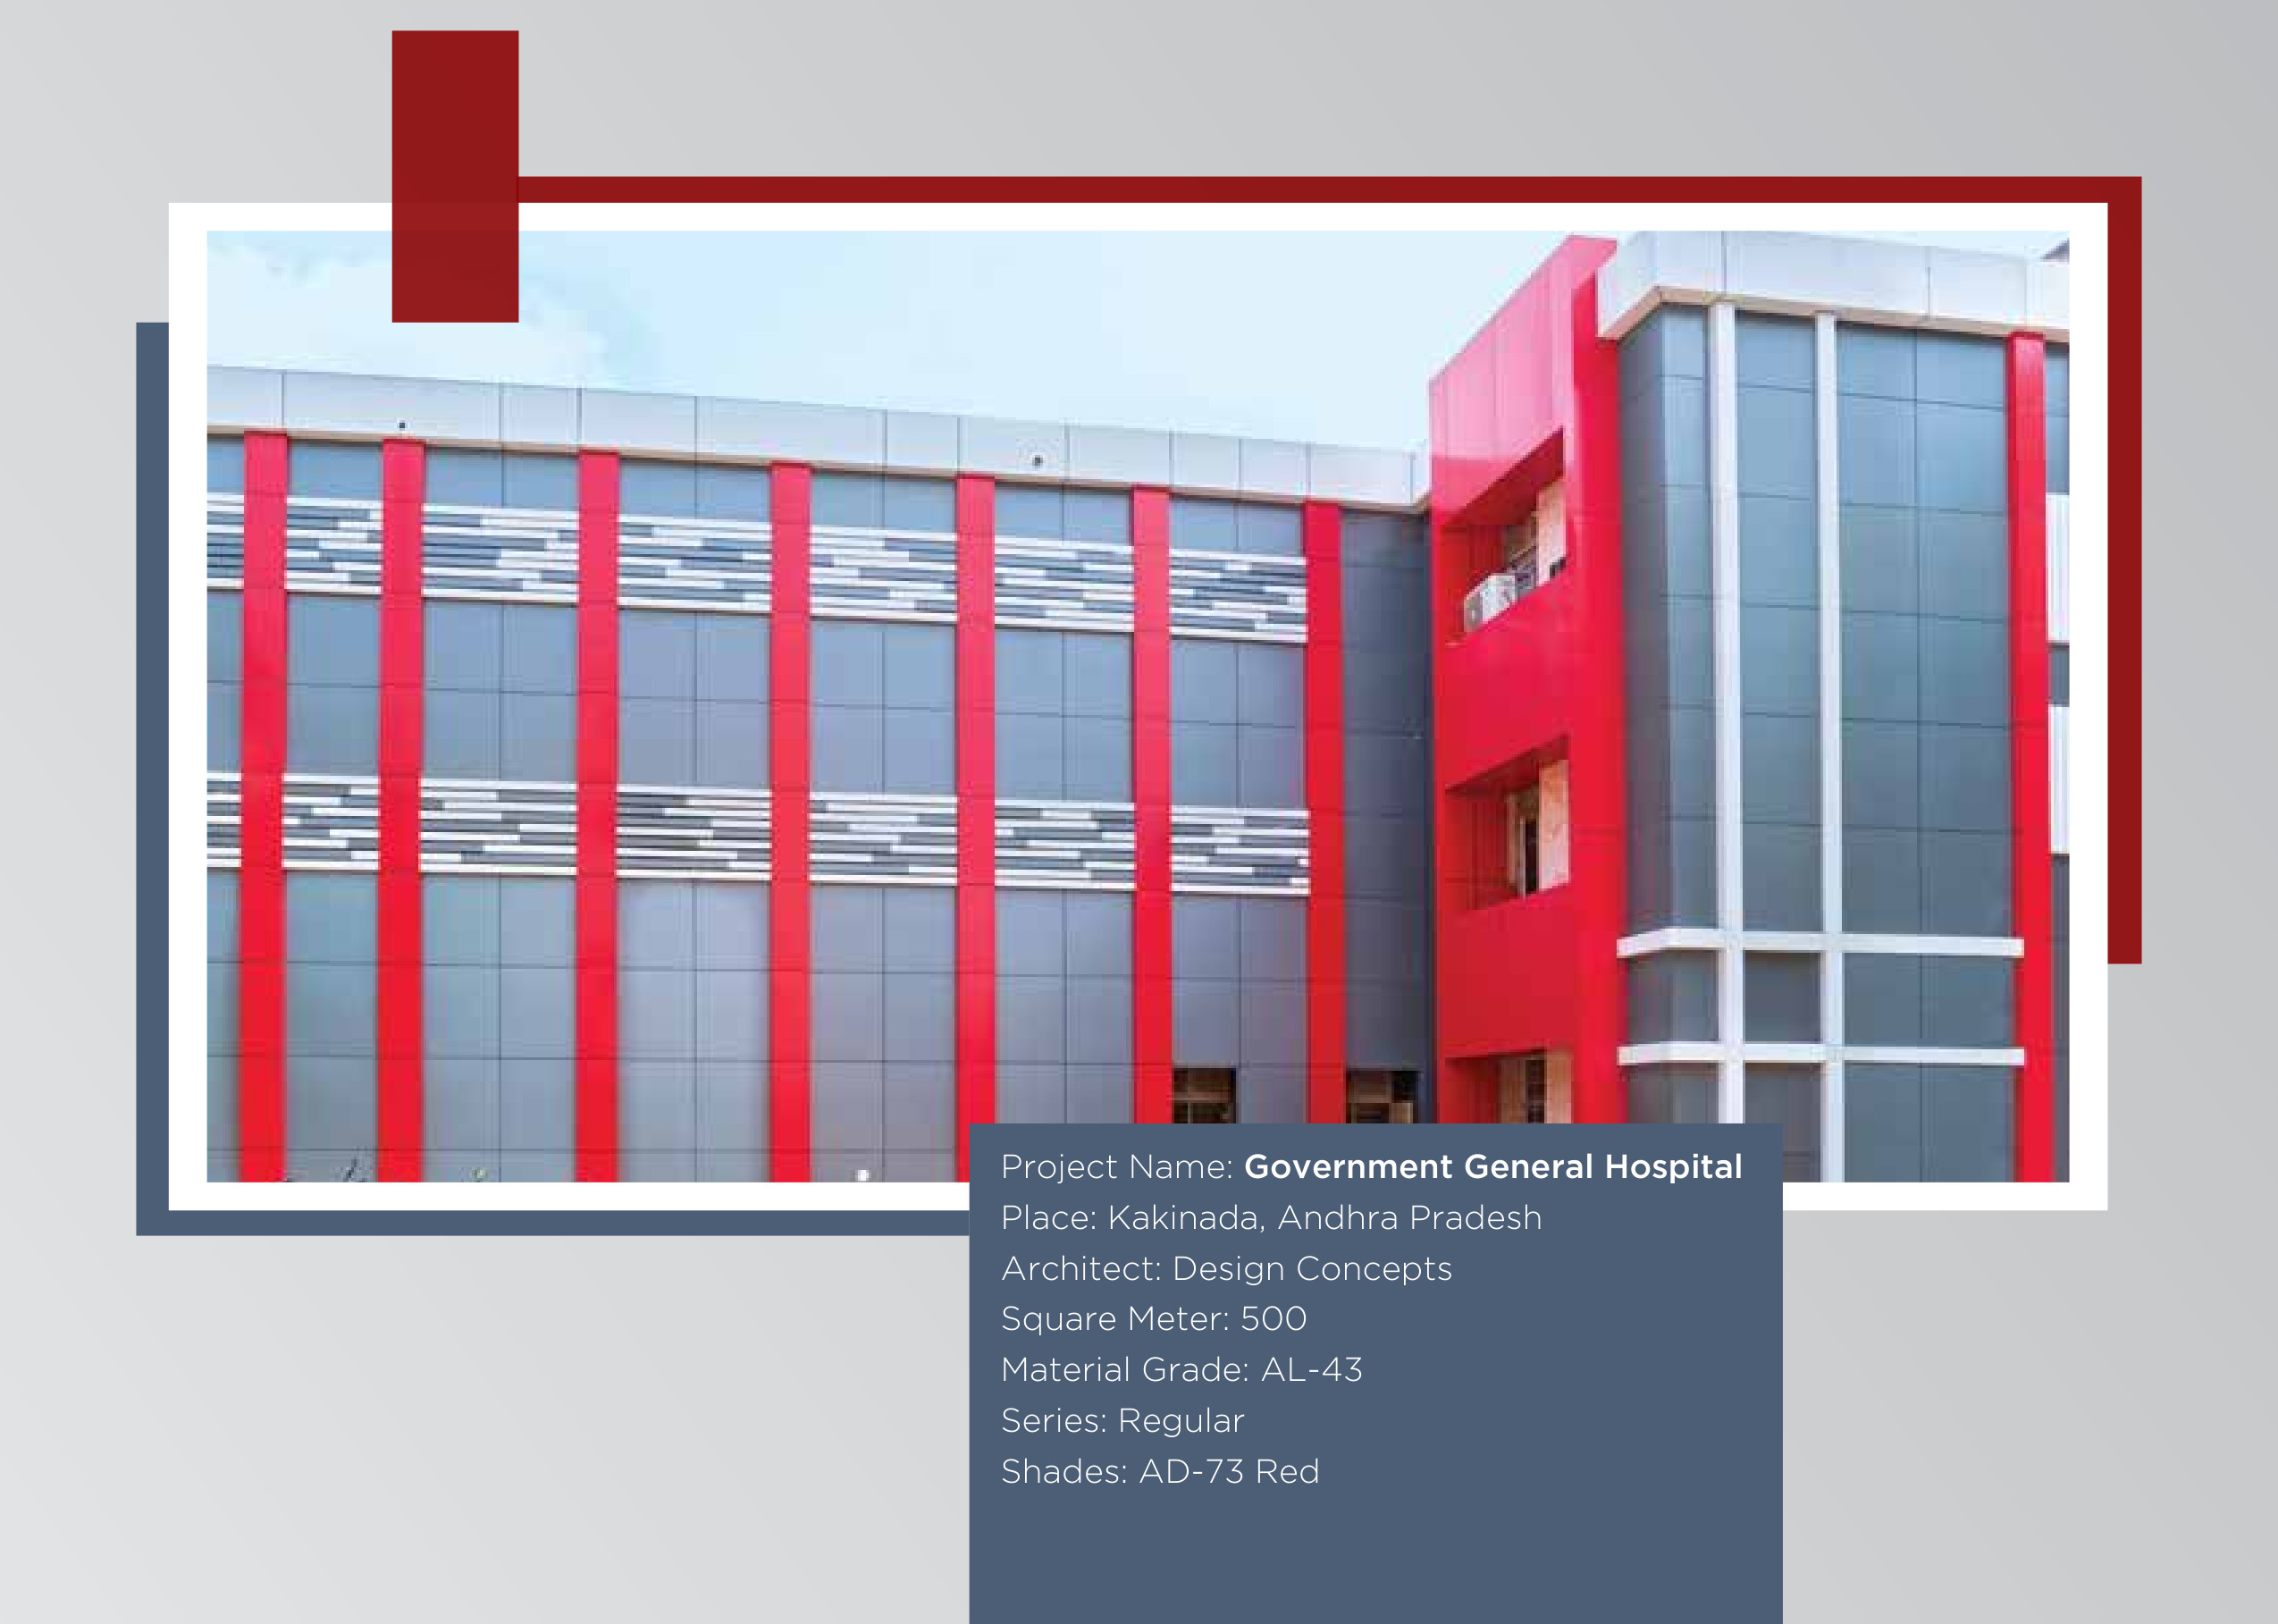 Project Name: Government General Hospital
Place: Kakinada, Andhra Pradesh
Architect: Design Concepts
Square Meter: 500
Material Grade: AL-43
Series: Regular
Shades: AD-73 Red